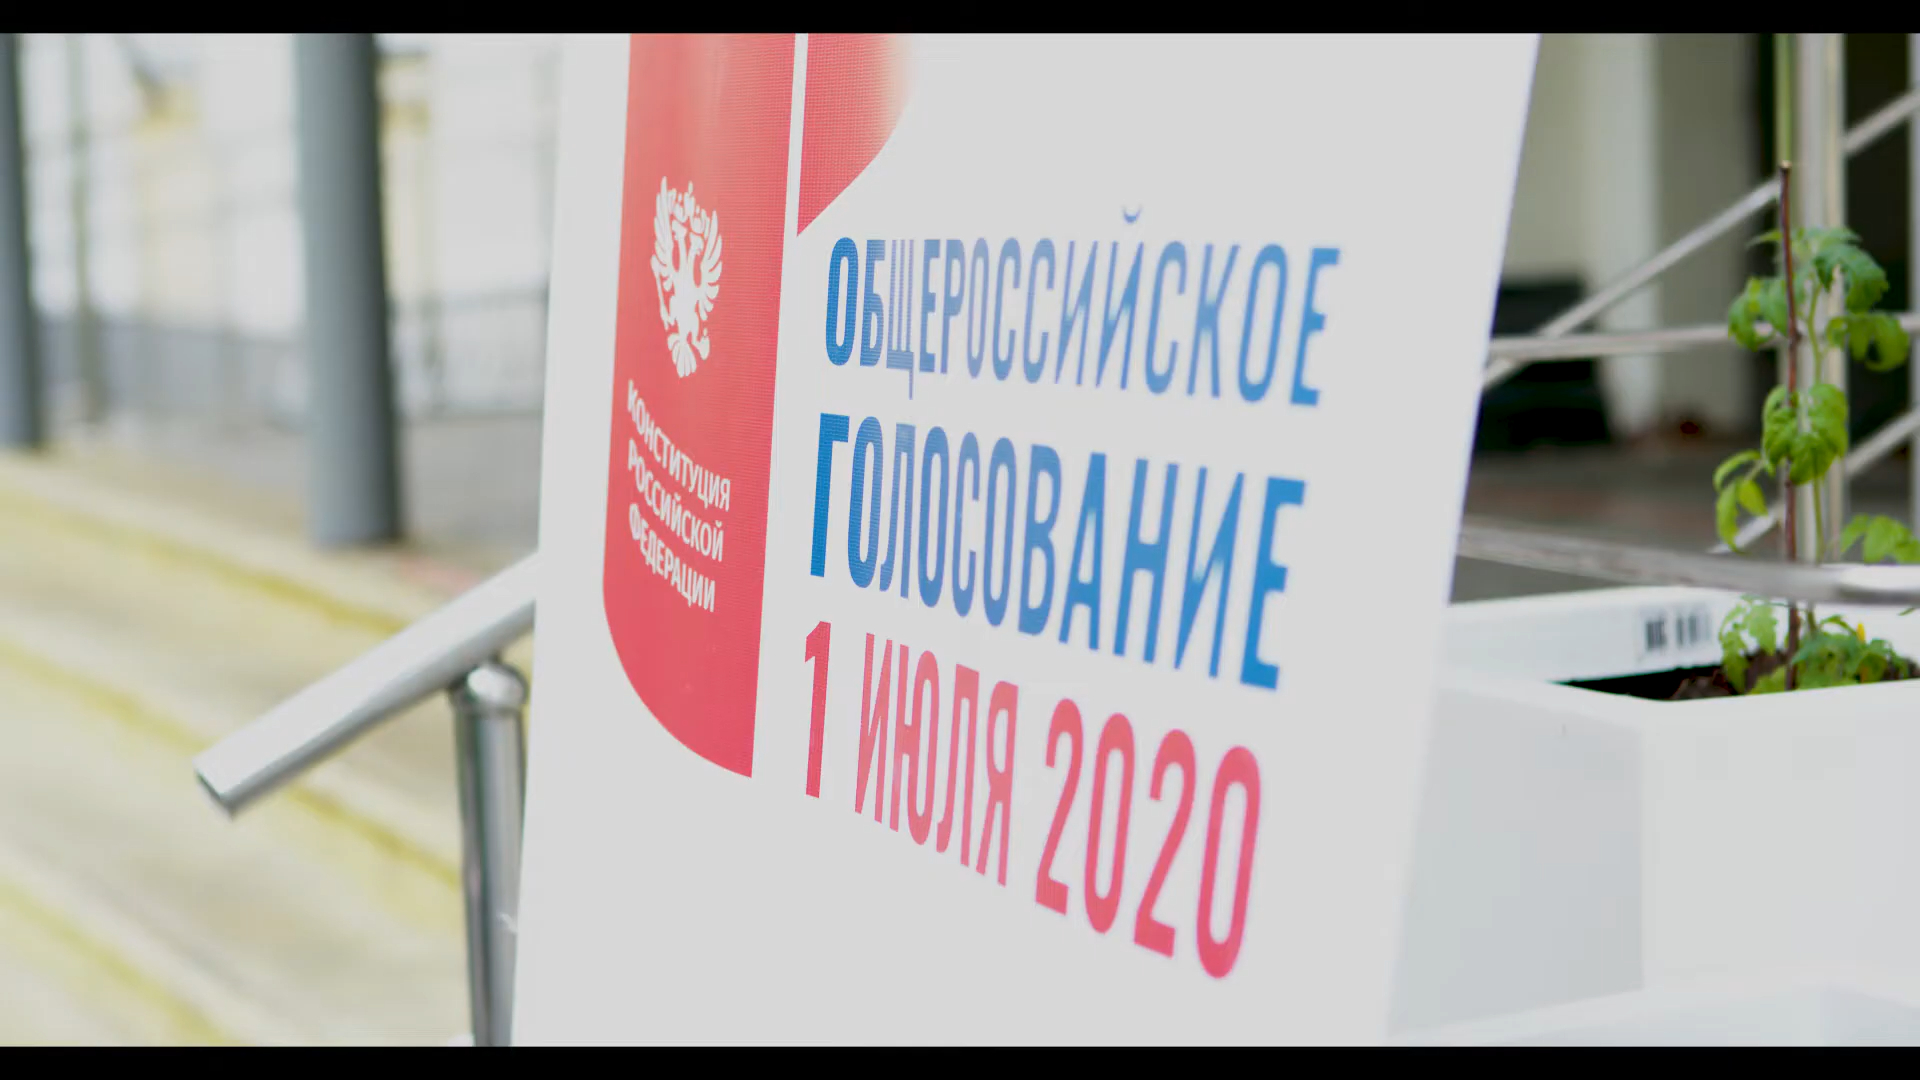 КОНСТИТУЦИЯ
РОССИЙСКОЙ
ФЕДЕРАЦИИ
ОБЩЕРОССИЙСКОЕ
ГОЛОСОВАНИЕ
1 ИЮЛЯ 2020